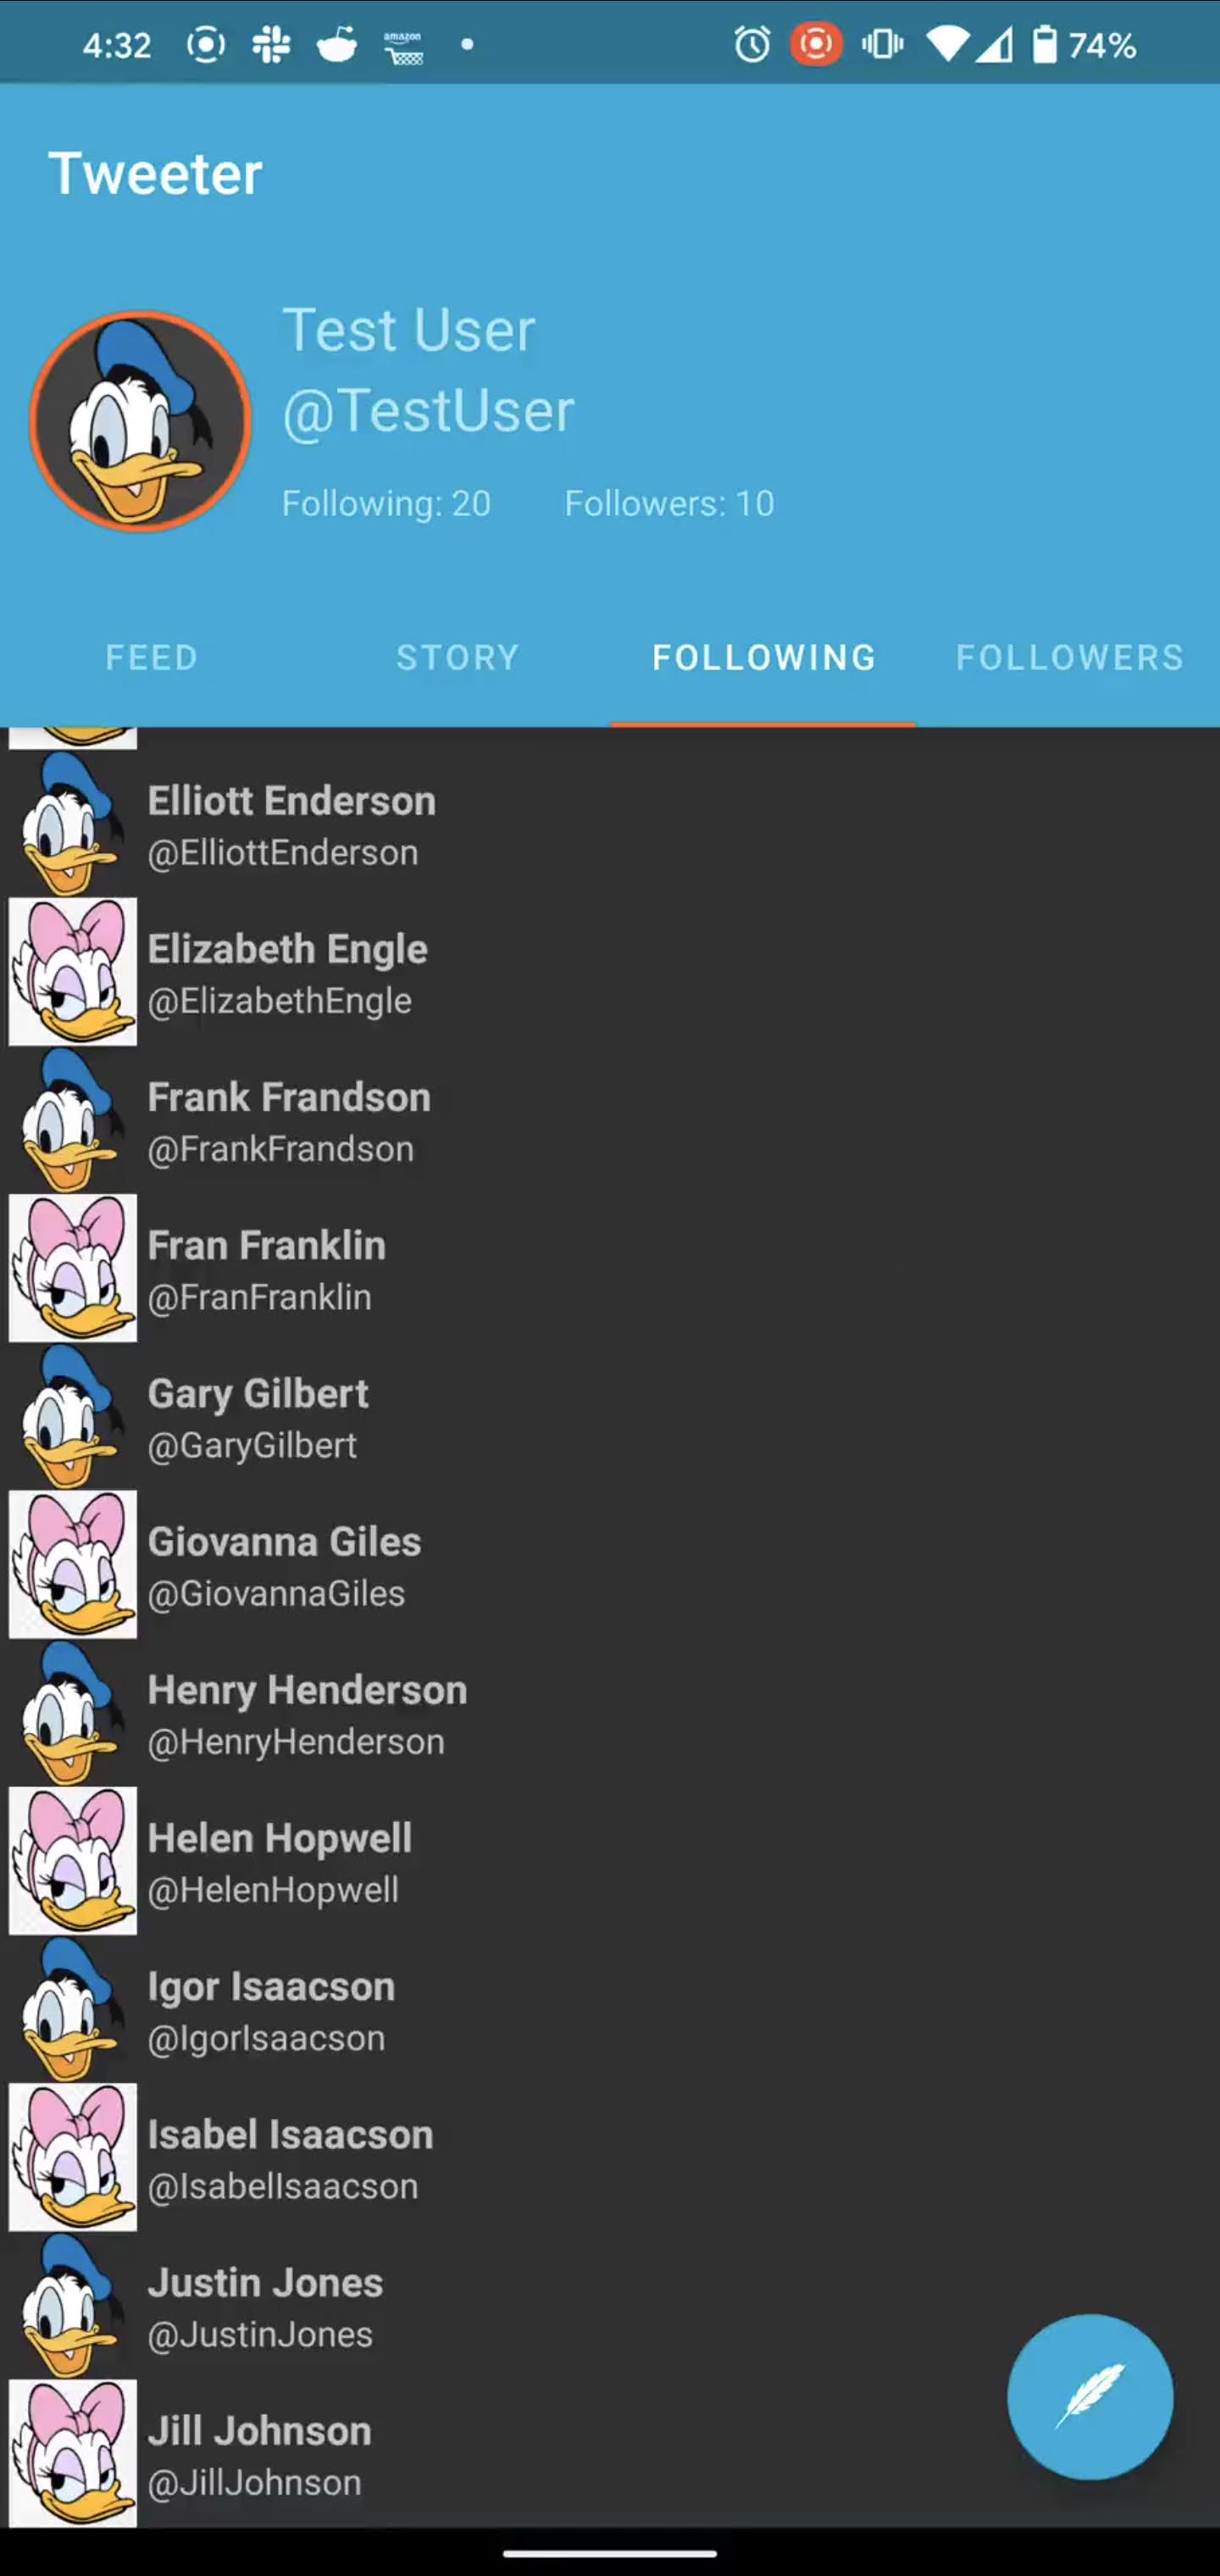 4:32
amazon
74%
Tweeter
Test User
@TestUser
Following: 20 Followers: 10
FEED STORY FOLLOWING FOLLOWERS
Elliott Enderson
@ElliottEnderson
Elizabeth Engle
@ElizabethEngle
Frank Frandson
@FrankFrandson
Fran Franklin
@FranFranklin
Gary Gilbert
@GaryGilbert
Giovanna Giles
@GiovannaGiles
Henry Henderson
@HenryHenderson
Helen Hopwell
@HelenHopwell
Igor Isaacson
@IgorIsaacson
Isabel Isaacson
@IsabelIsaacson
Justin Jones
@JustinJones
Jill Johnson
@JillJohnson